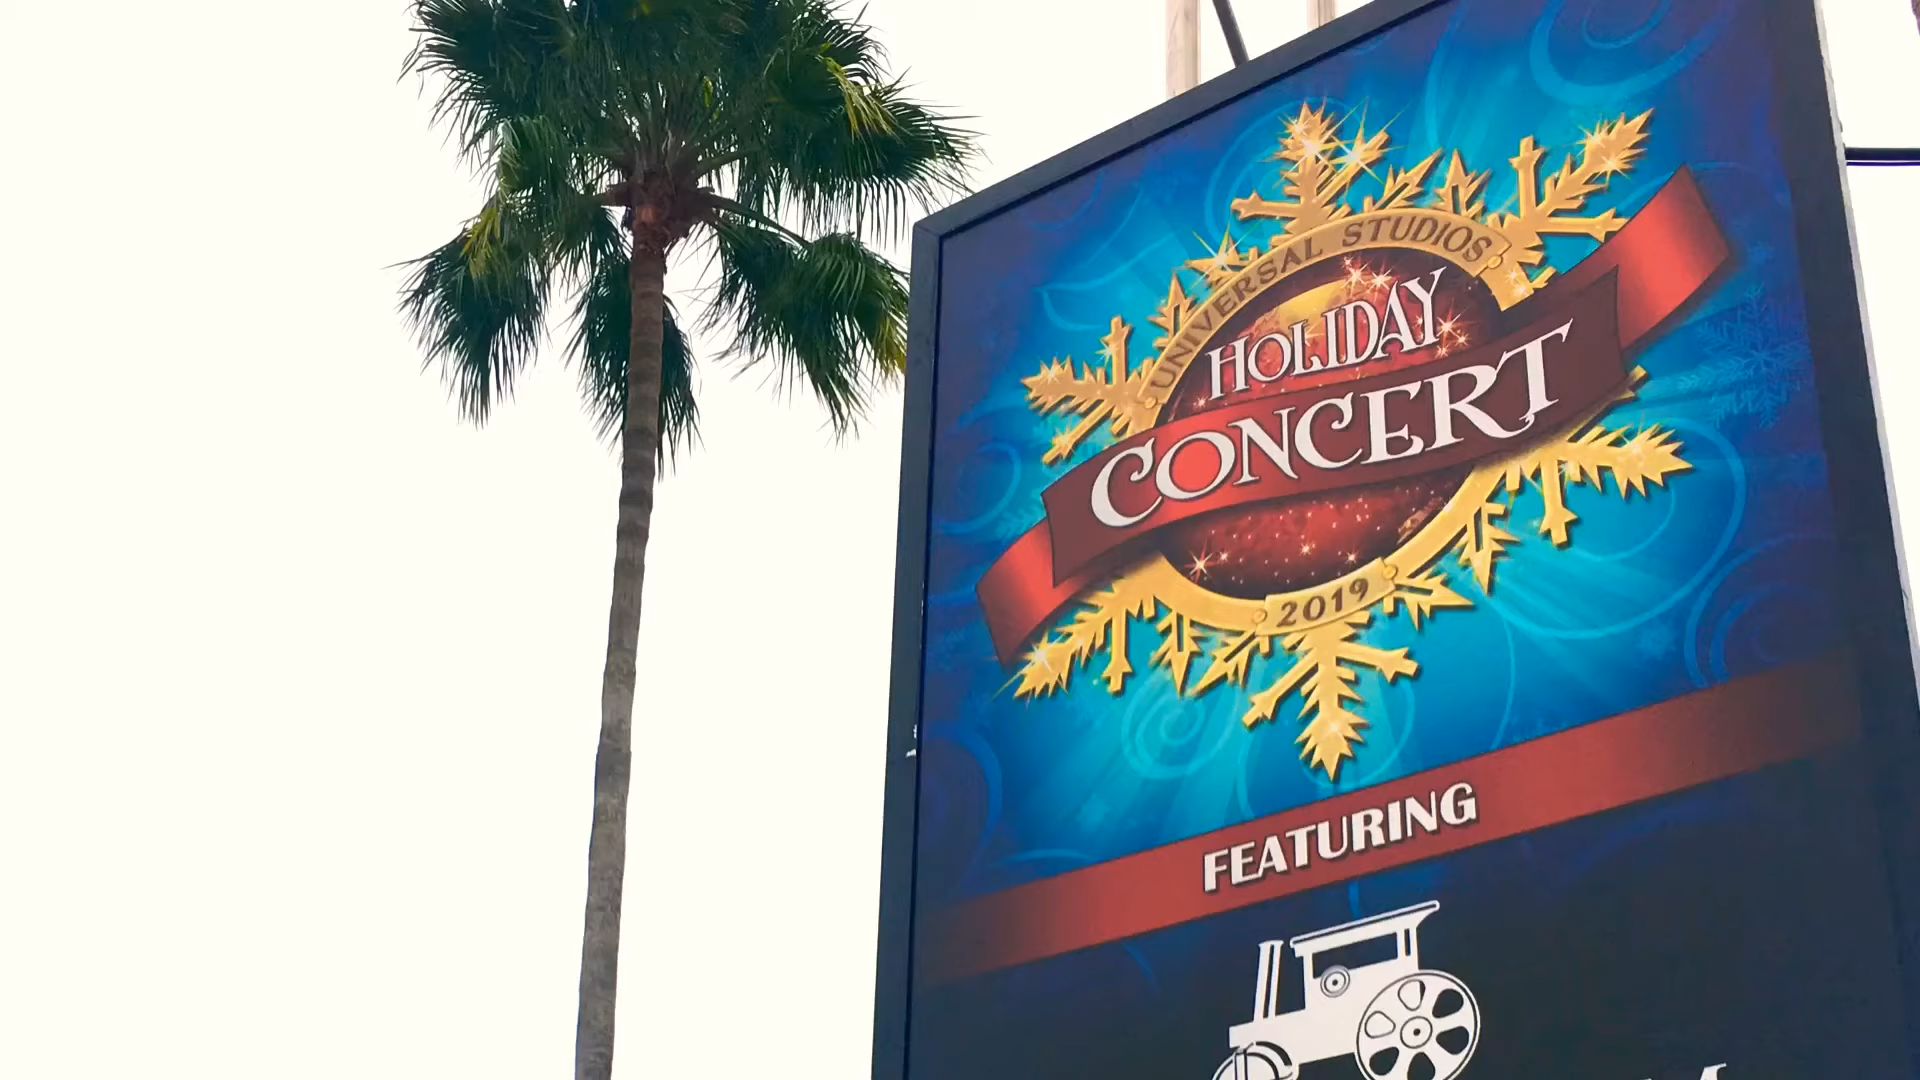 UNIVERSAL STUDIOS
HOLIDAY
CONCERT
2019
FEATURING